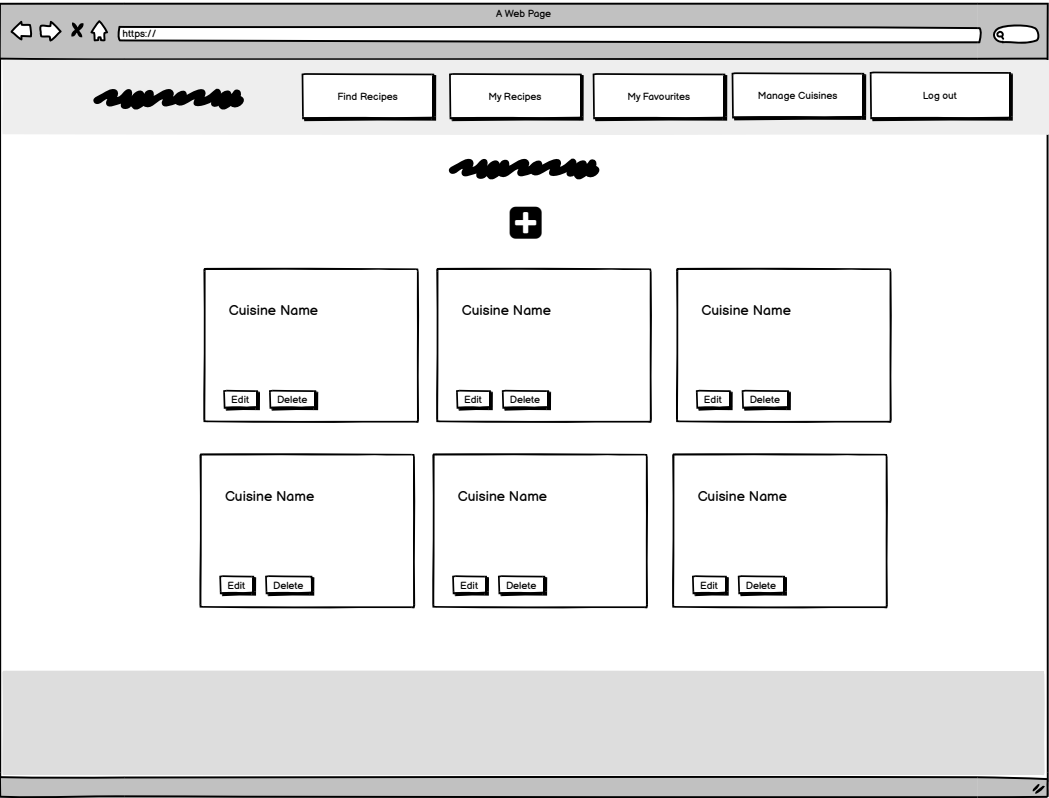 A Web Page
https://
Find Recipes
My Recipes
My Favourites
Manage Cuisines
Log out
Cuisine Name
Cuisine Name
Cuisine Name
Edit Delete
Edit Delete
Edit Delete
Cuisine Name
Cuisine Name
Cuisine Name
Edit Delete
Edit Delete
Edit Delete